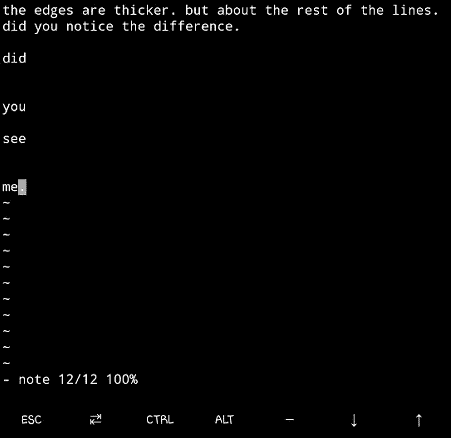 the edges are thicker. but about the rest of the lines.
did you notice the difference.
did
you
see
me.
~
~
~
~
~
~
~
~
~
~
~
- note 12/12 100%
ESC ⇄ CTRL ALT – ↓ ↑